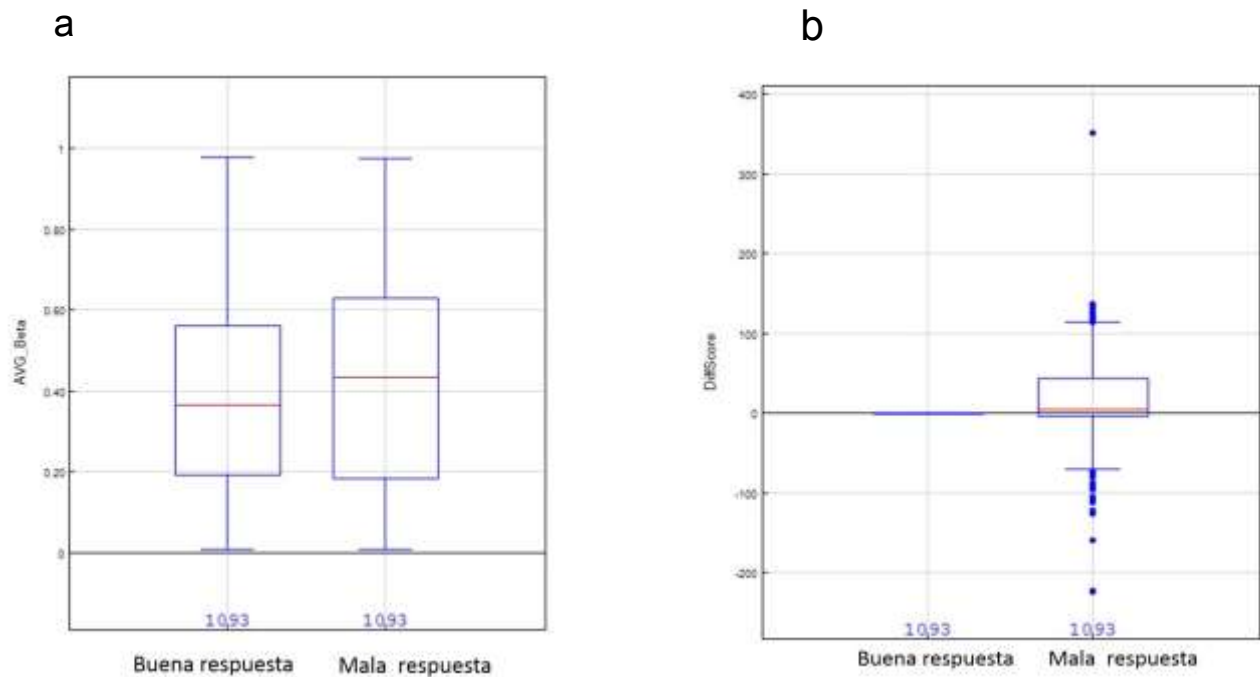 a
1
0.80
0.60
0.40
0.20
0
AVG_Beta
1093
1093
Buena respuesta
Mala respuesta
b
400
300
200
100
0
-100
-200
DiffScore
1093
1093
Buena respuesta
Mala respuesta